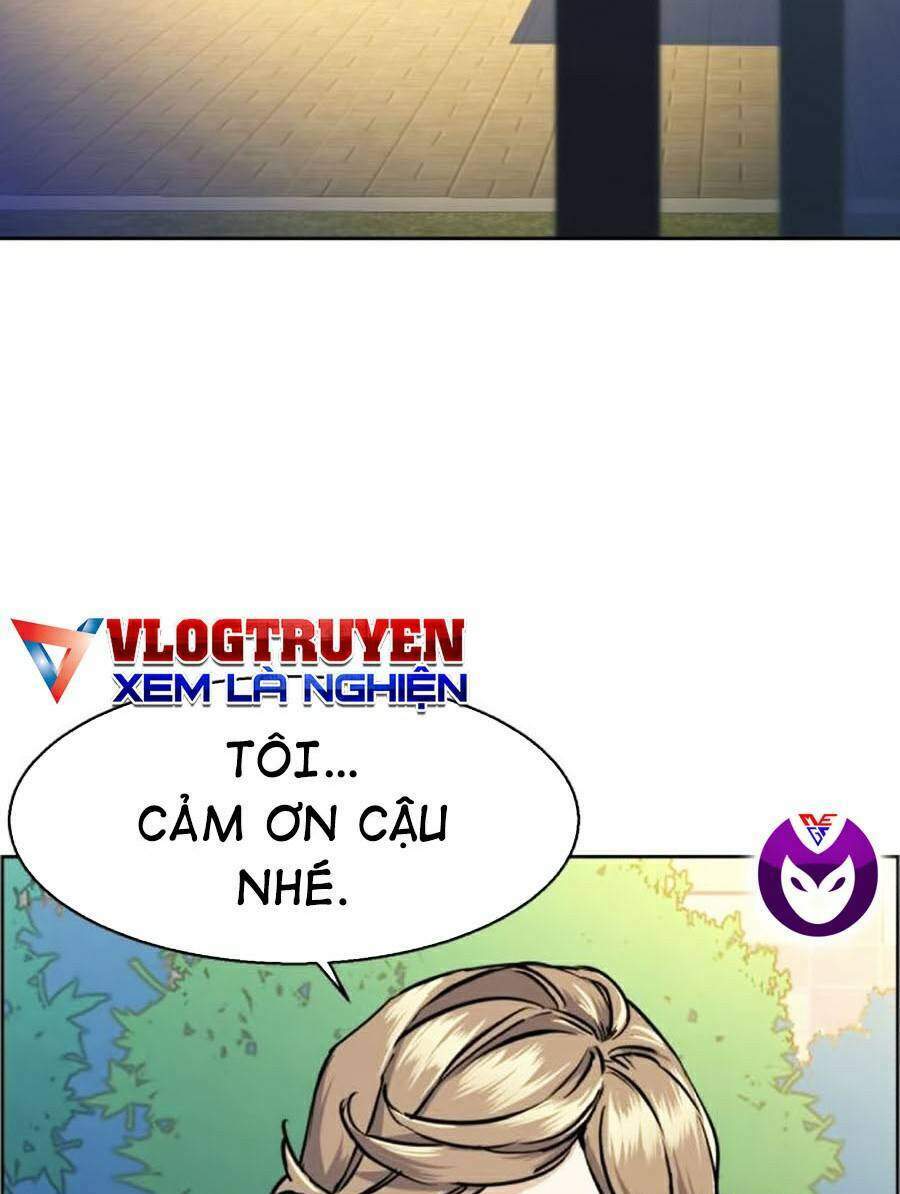 VLOGTRUYEN
XEM LÀ NGHIỆN
TÔI...
CẢM ƠN CẬU
NHÉ.